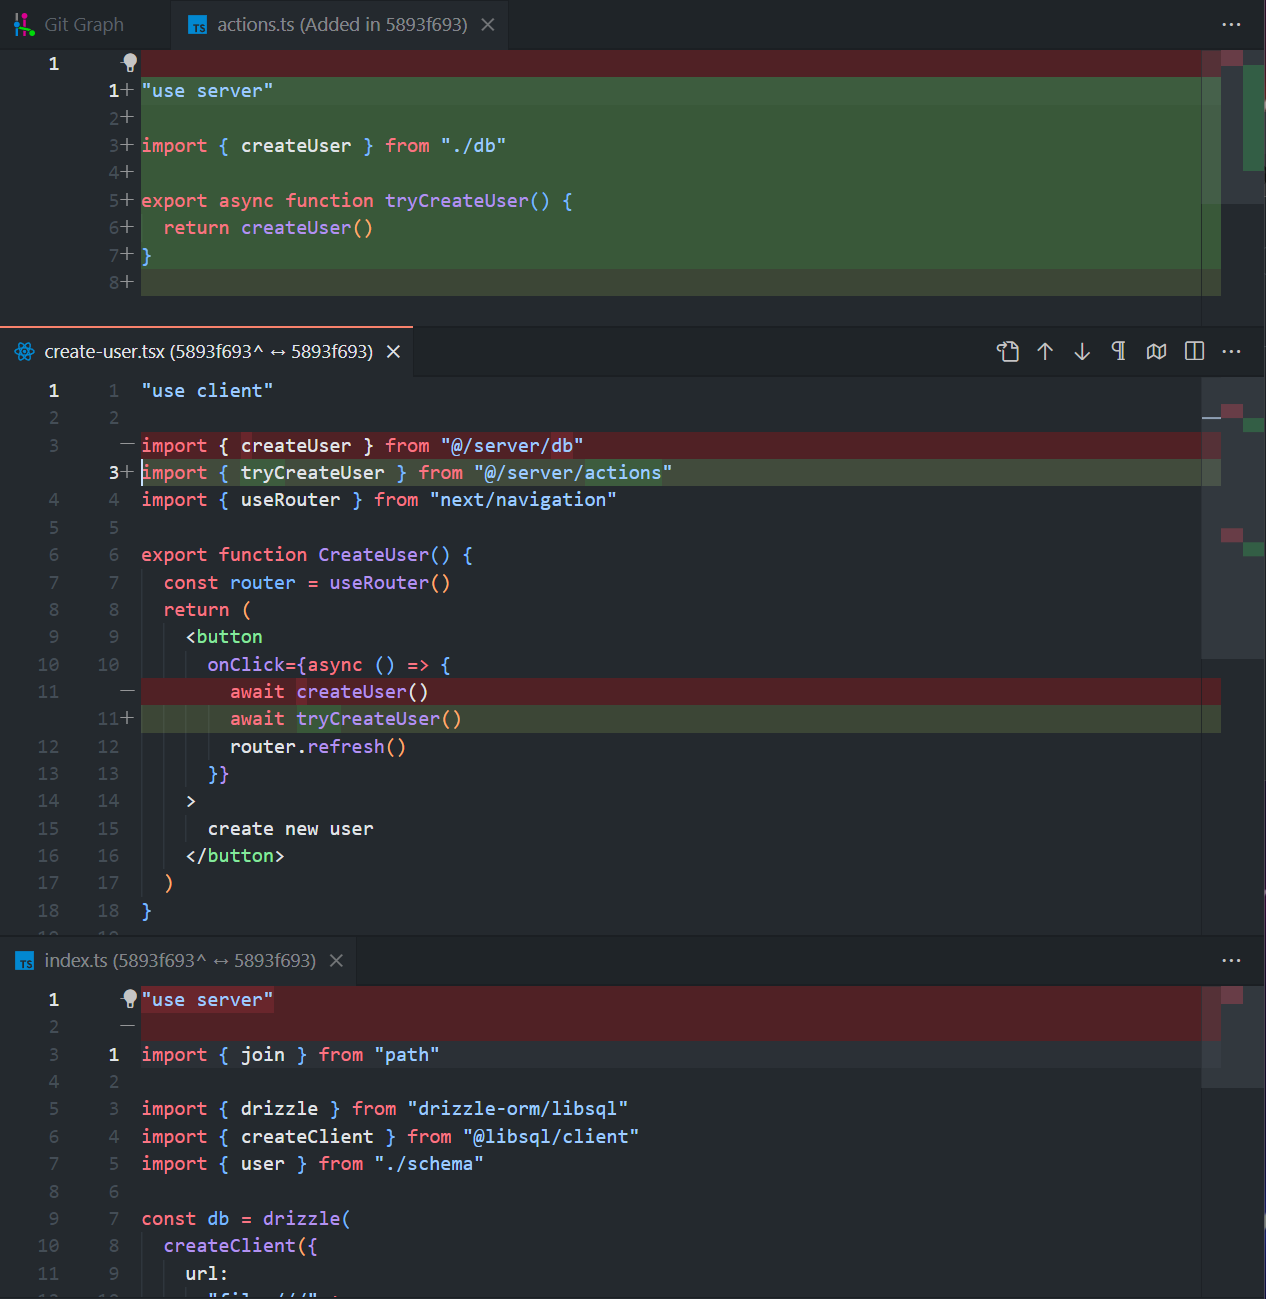 Git Graph
actions.ts (Added in 5893f693)
1
1+ "use server"
2+
3+ import { createUser } from "./db"
4+
5+ export async function tryCreateUser() {
6+ return createUser()
7+ }
8+
create-user.tsx (5893f693^ ↔ 5893f693)
1 1 "use client"
2 2
3 — import { createUser } from "@/server/db"
3+ import { tryCreateUser } from "@/server/actions"
4 4 import { useRouter } from "next/navigation"
5 5
6 6 export function CreateUser() {
7 7 const router = useRouter()
8 8 return (
9 9 <button
10 10 onClick={async () => {
11 — await createUser()
11+ await tryCreateUser()
12 12 router.refresh()
13 13 }}
14 14 >
15 15 create new user
16 16 </button>
17 17 )
18 18 }
index.ts (5893f693^ ↔ 5893f693)
1 "use server"
2 —
3 1 import { join } from "path"
4 2
5 3 import { drizzle } from "drizzle-orm/libsql"
6 4 import { createClient } from "@libsql/client"
7 5 import { user } from "./schema"
8 6
9 7 const db = drizzle(
10 8 createClient({
11 9 url: